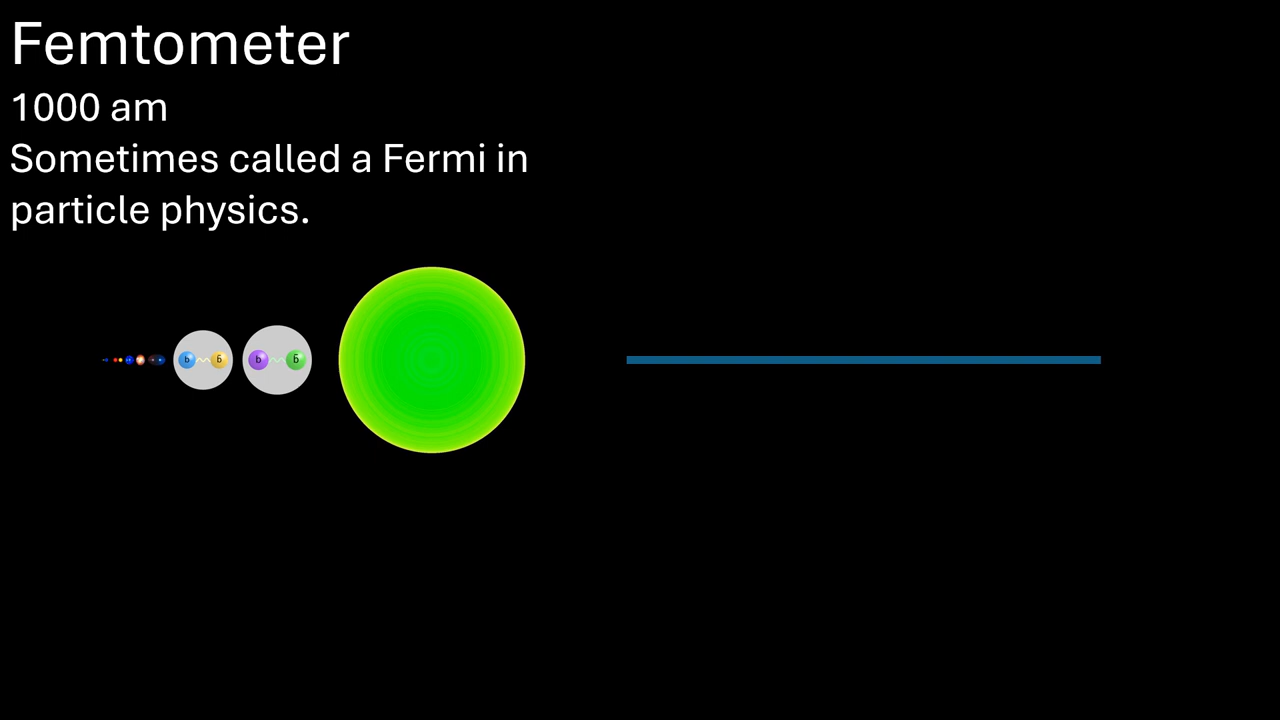 Femtometer
1000 am
Sometimes called a Fermi in
particle physics.
b b̄ b b̄